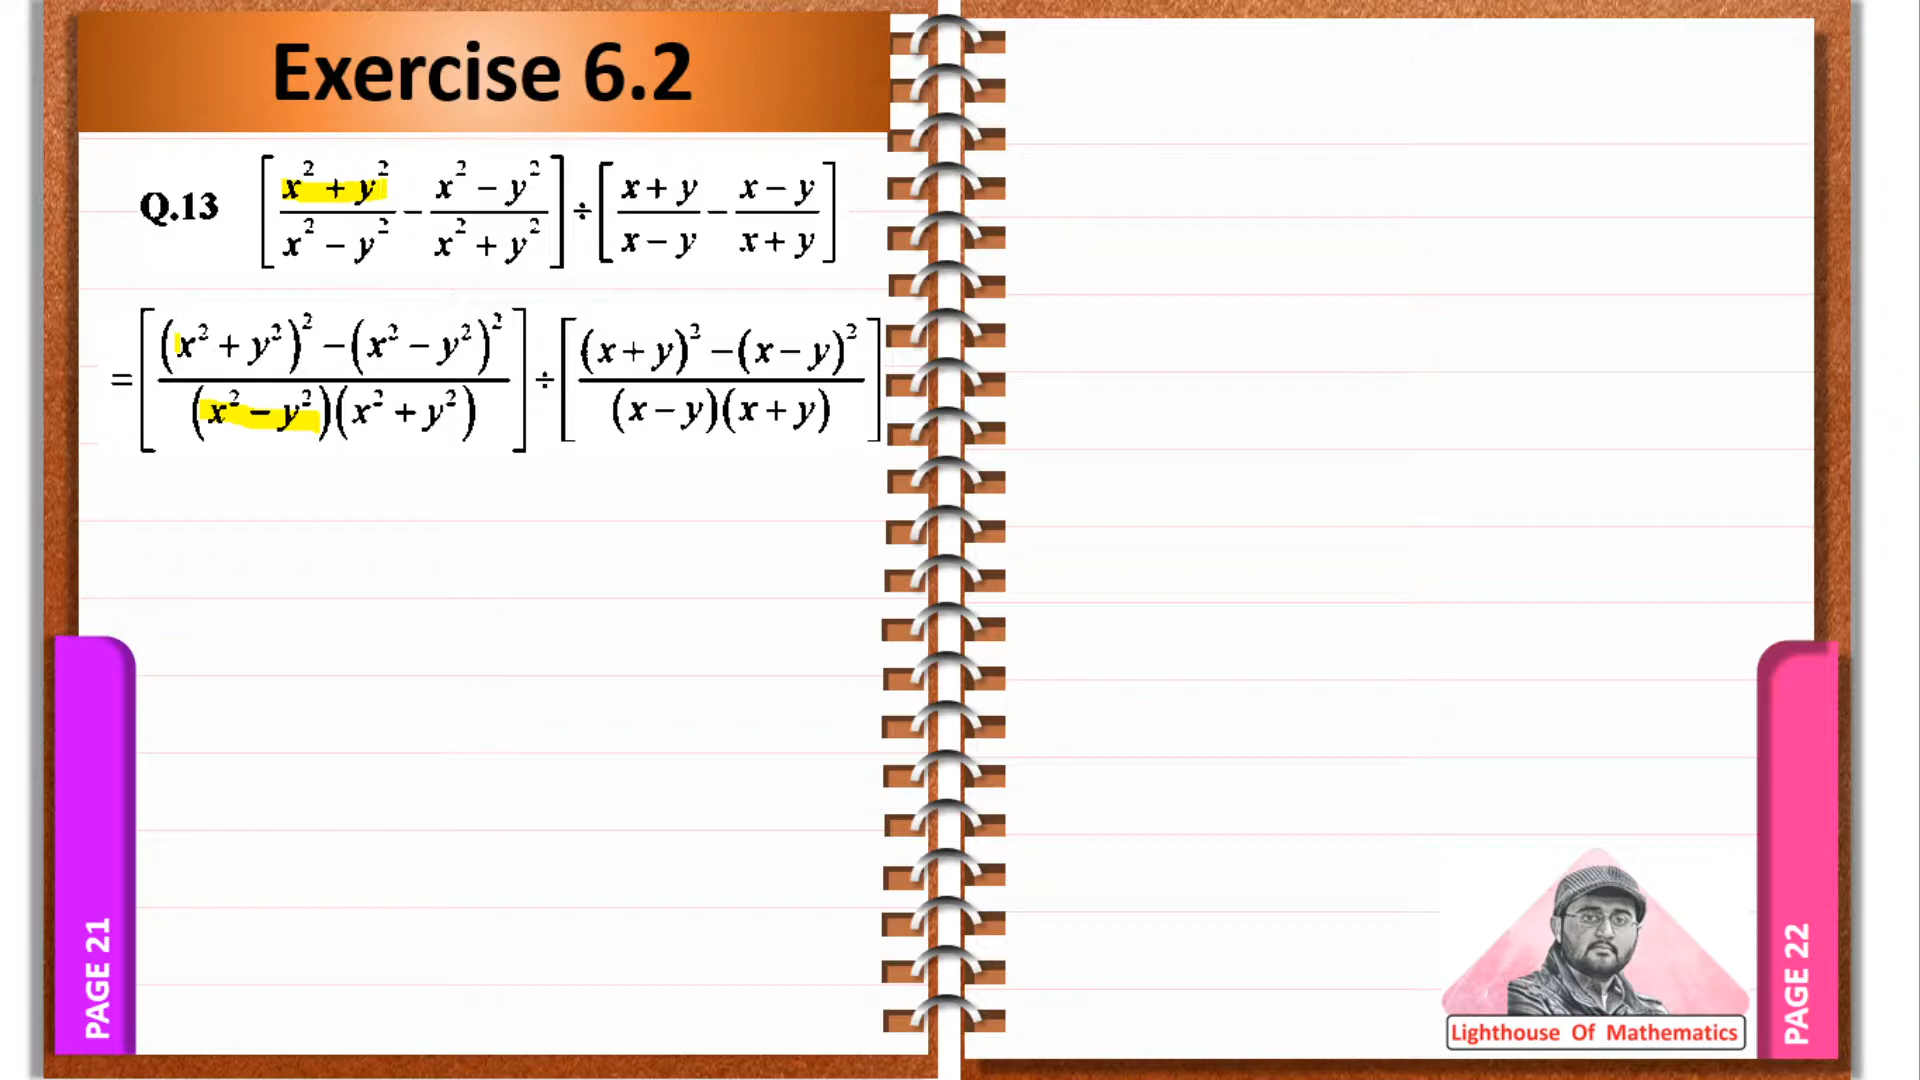 Exercise 6.2
Q.13 [ (x² + y²)/(x² − y²) − (x² − y²)/(x² + y²) ] ÷ [ (x + y)/(x − y) − (x − y)/(x + y) ]
= [ ((x² + y²)² − (x² − y²)²)/((x² − y²)(x² + y²)) ] ÷ [ ((x + y)² − (x − y)²)/((x − y)(x + y)) ]
PAGE 21
Lighthouse Of Mathematics
PAGE 22